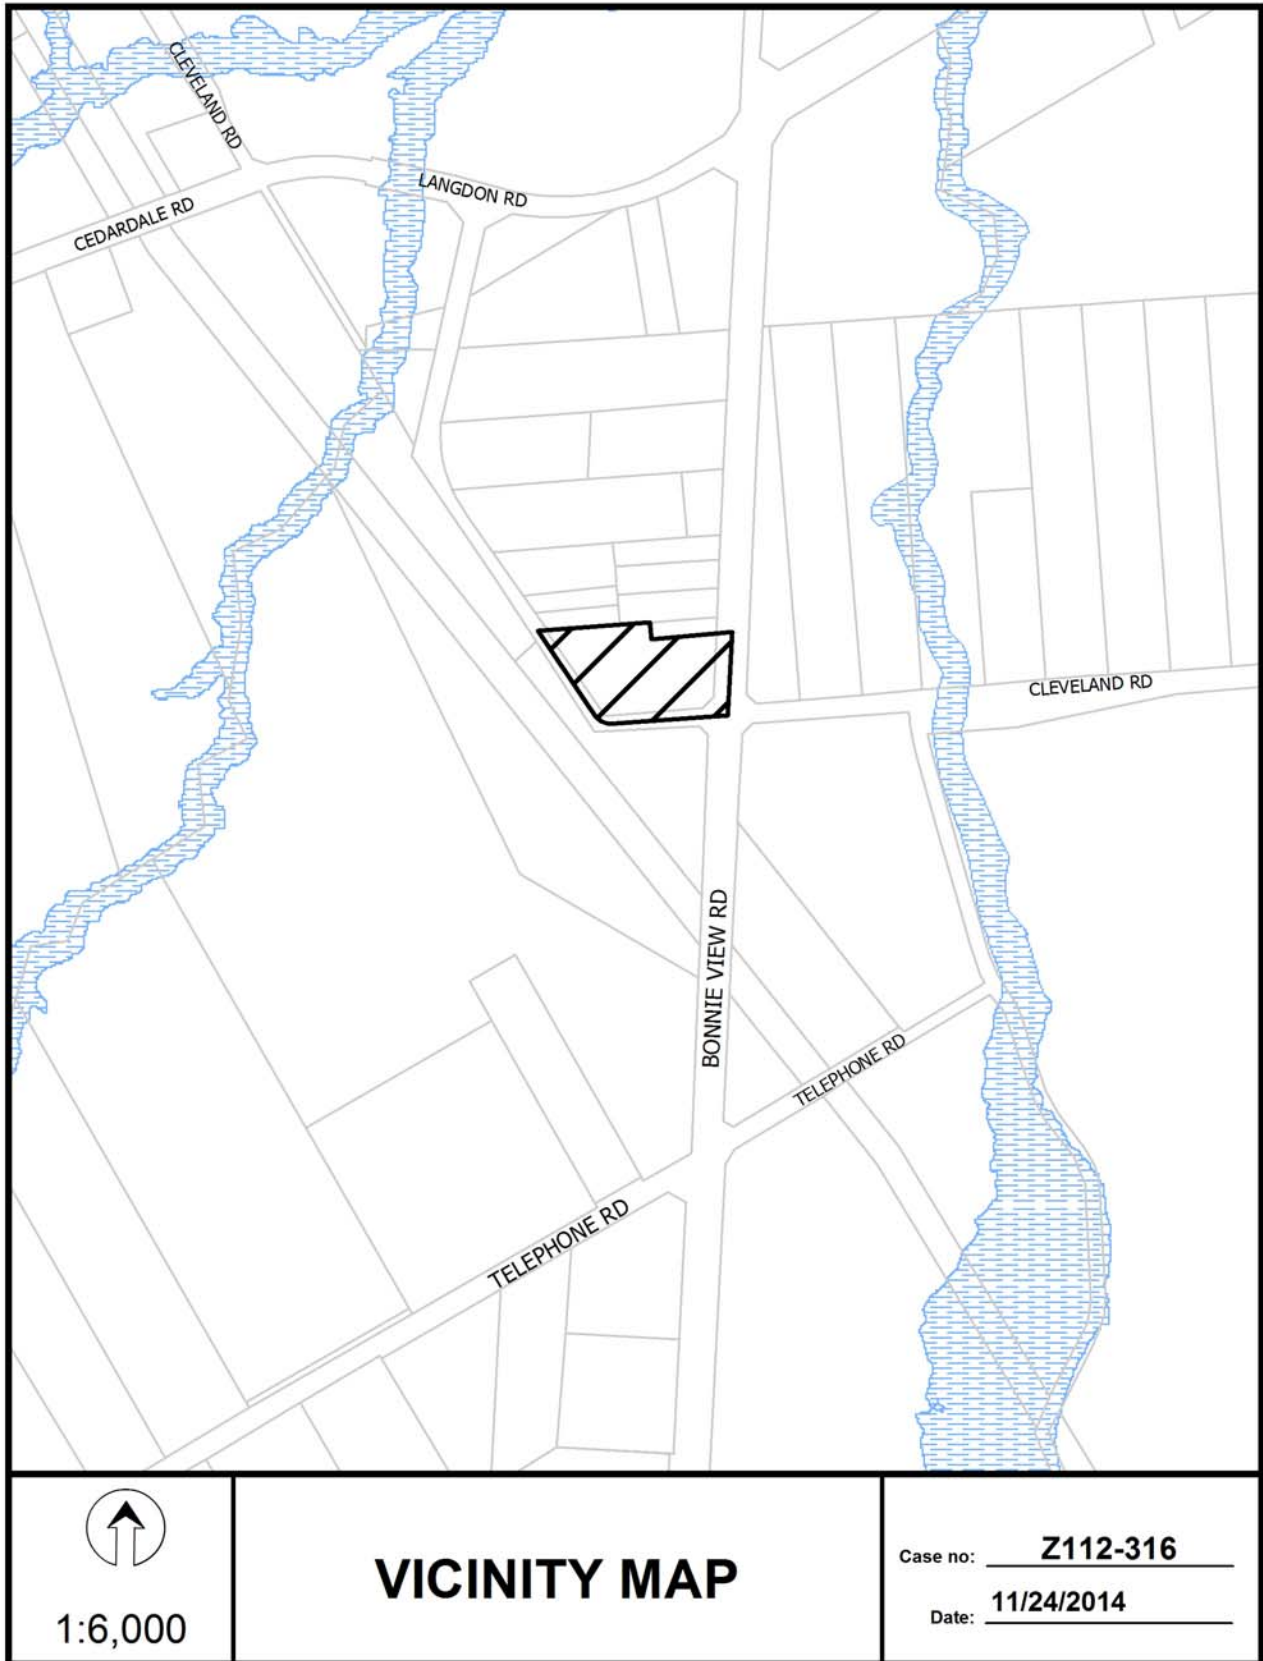 CLEVELAND RD
LANGDON RD
CEDARDALE RD
CLEVELAND RD
BONNIE VIEW RD
TELEPHONE RD
TELEPHONE RD
1:6,000
VICINITY MAP
Case no: Z112-316
Date: 11/24/2014